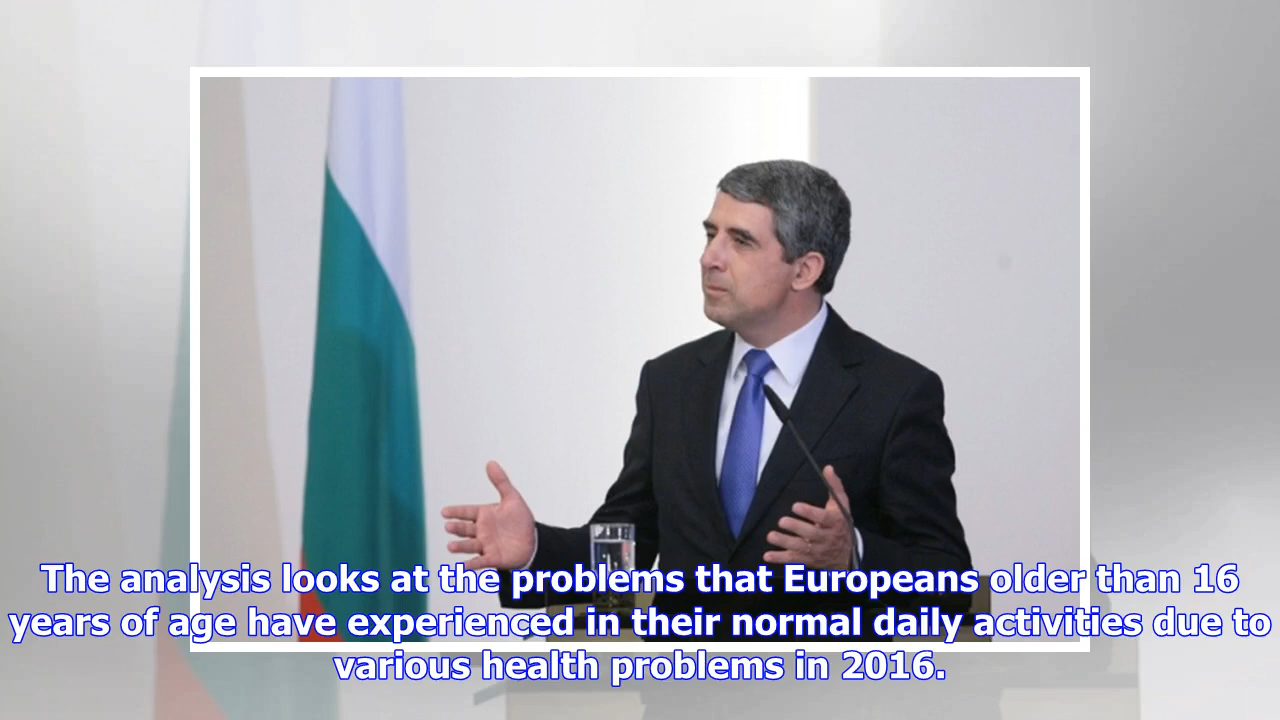 The analysis looks at the problems that Europeans older than 16
years of age have experienced in their normal daily activities due to
various health problems in 2016.